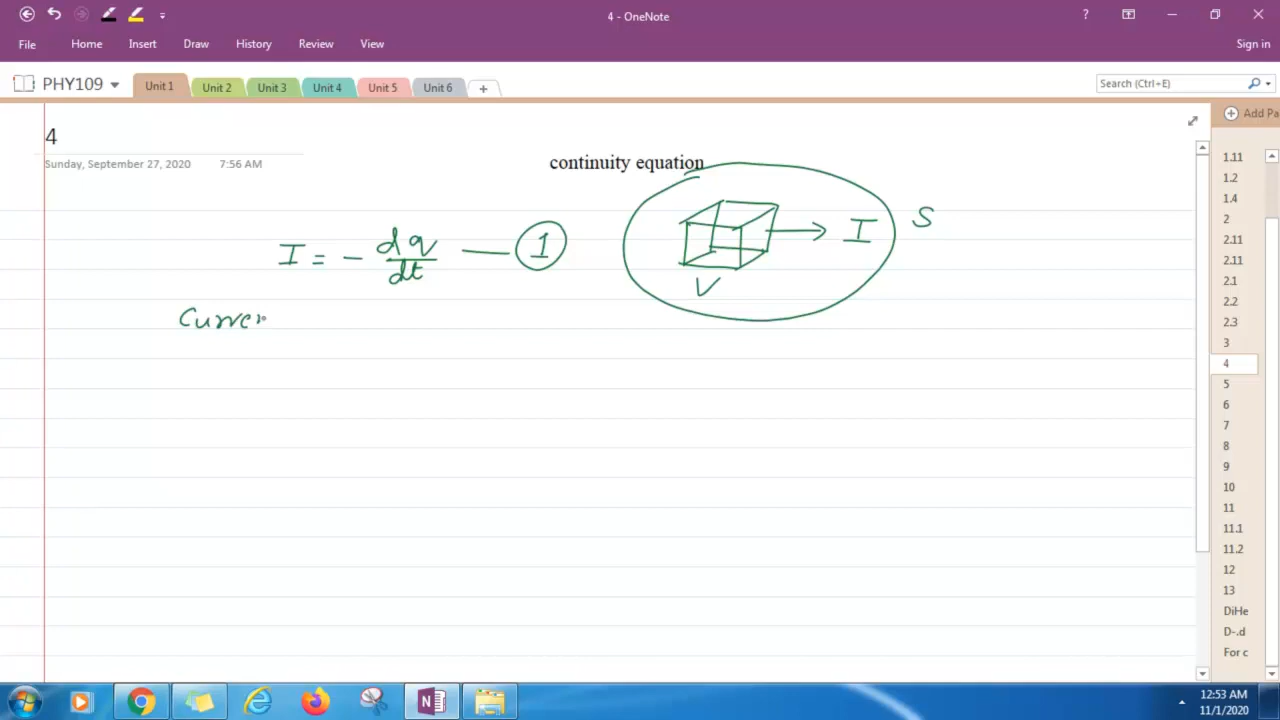 4 - OneNote
?
File Home Insert Draw History Review View
Sign in
PHY109 Unit 1 Unit 2 Unit 3 Unit 4 Unit 5 Unit 6 +
Search (Ctrl+E)
Add Pa
4
Sunday, September 27, 2020 7:56 AM
continuity equation
I = - dq/dt — 1
I S
V
Curren
1.11
1.2
1.4
2
2.11
2.11
2.1
2.2
2.3
3
4
5
6
7
8
9
10
11
11.1
11.2
12
13
DiHe
D-.d
For c
12:53 AM
11/1/2020